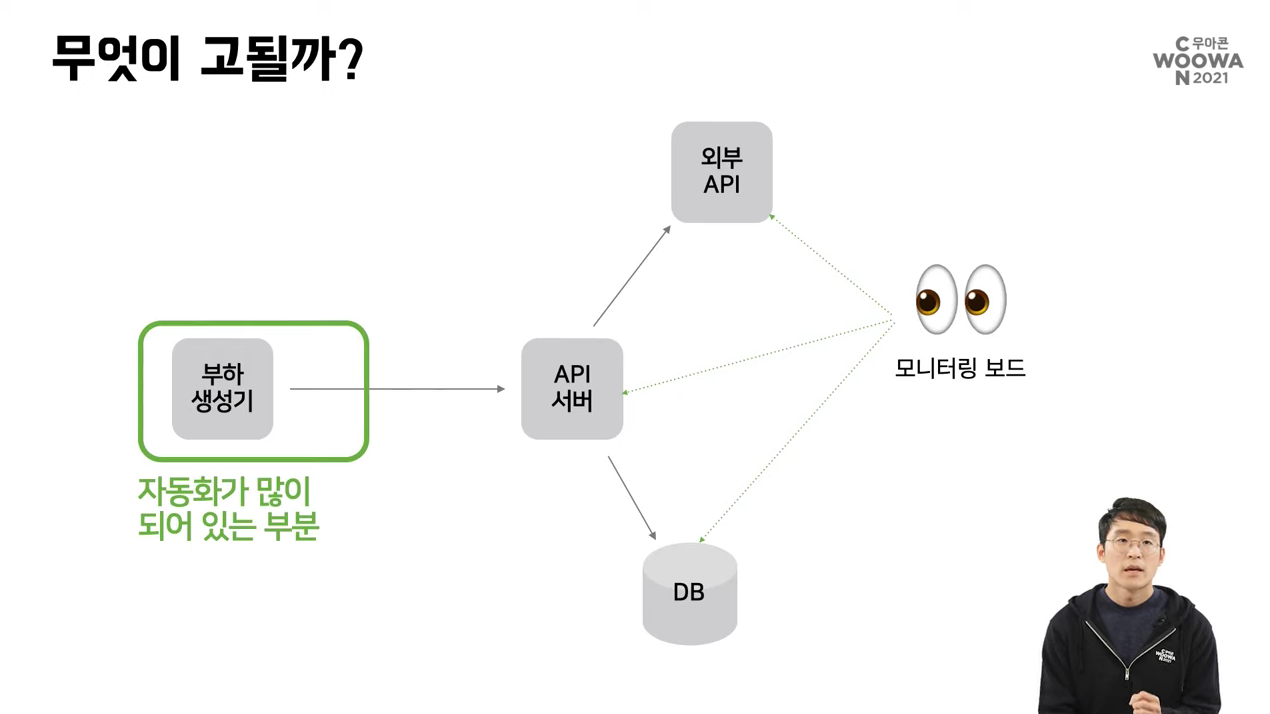 무엇이 고될까?
우아콘
WOOWA
CON 2021
외부
API
부하
생성기
API
서버
모니터링 보드
자동화가 많이
되어 있는 부분
DB
WOOWA